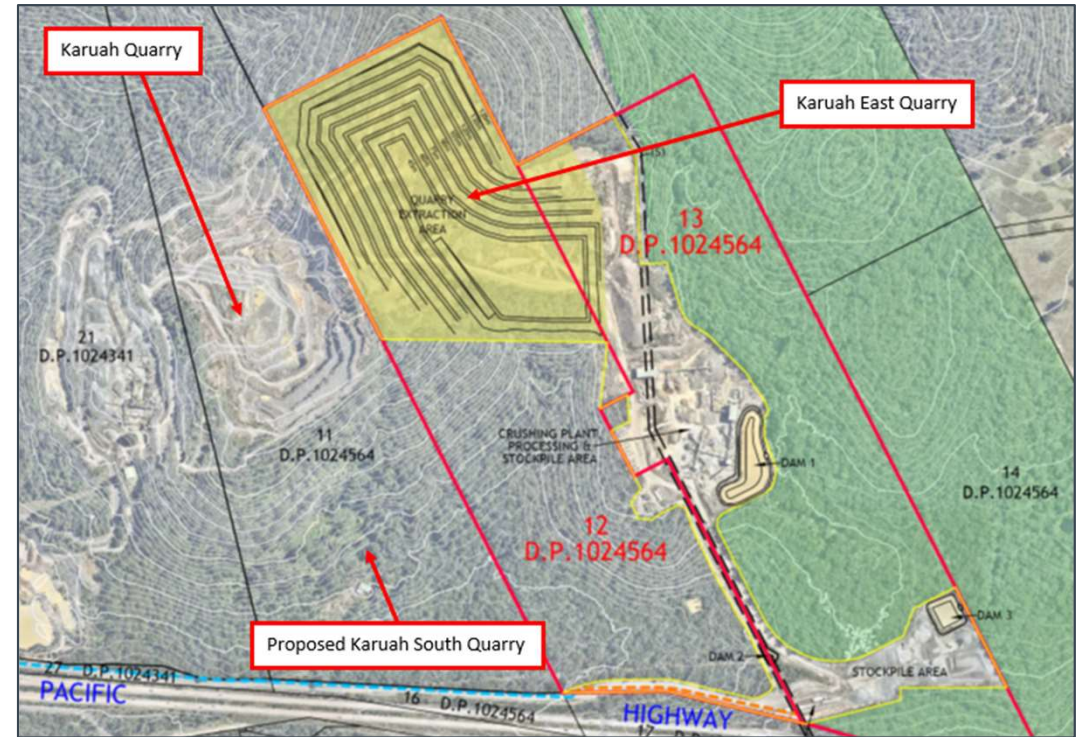 Karuah Quarry
Karuah East Quarry
QUARRY
EXTRACTION
AREA
13
D.P.1024564
21
D.P.1024341
11
D.P.1024564
CRUSHING PLANT,
PROCESSING &
STOCKPILE AREA
DAM 1
14
D.P.1024564
12
D.P.1024564
Proposed Karuah South Quarry
DAM 3
DAM 2
STOCKPILE AREA
27 D.P.1024341
PACIFIC
16 D.P.1024564
HIGHWAY
17